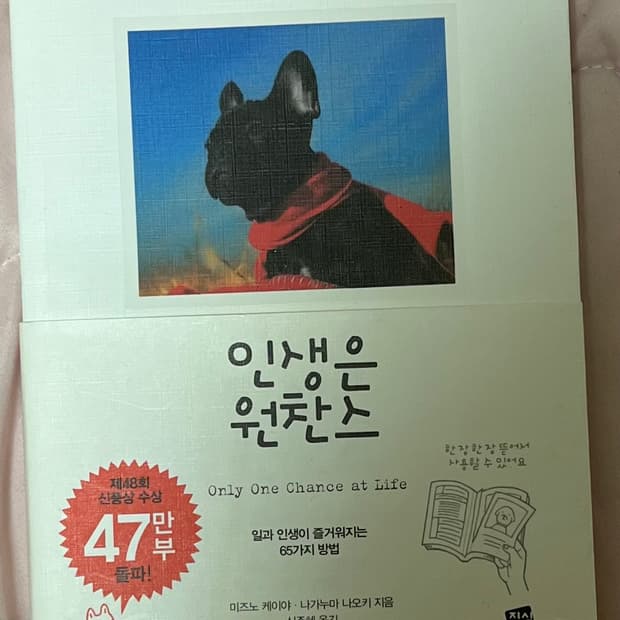 인생은
원찬스
한 장 한 장 뜯어서
사용할 수 있어요
Only One Chance at Life
제48회
신풍상 수상
47만
부
돌파!
일과 인생이 즐거워지는
65가지 방법
미즈노 케이야 · 나가누마 나오키 지음